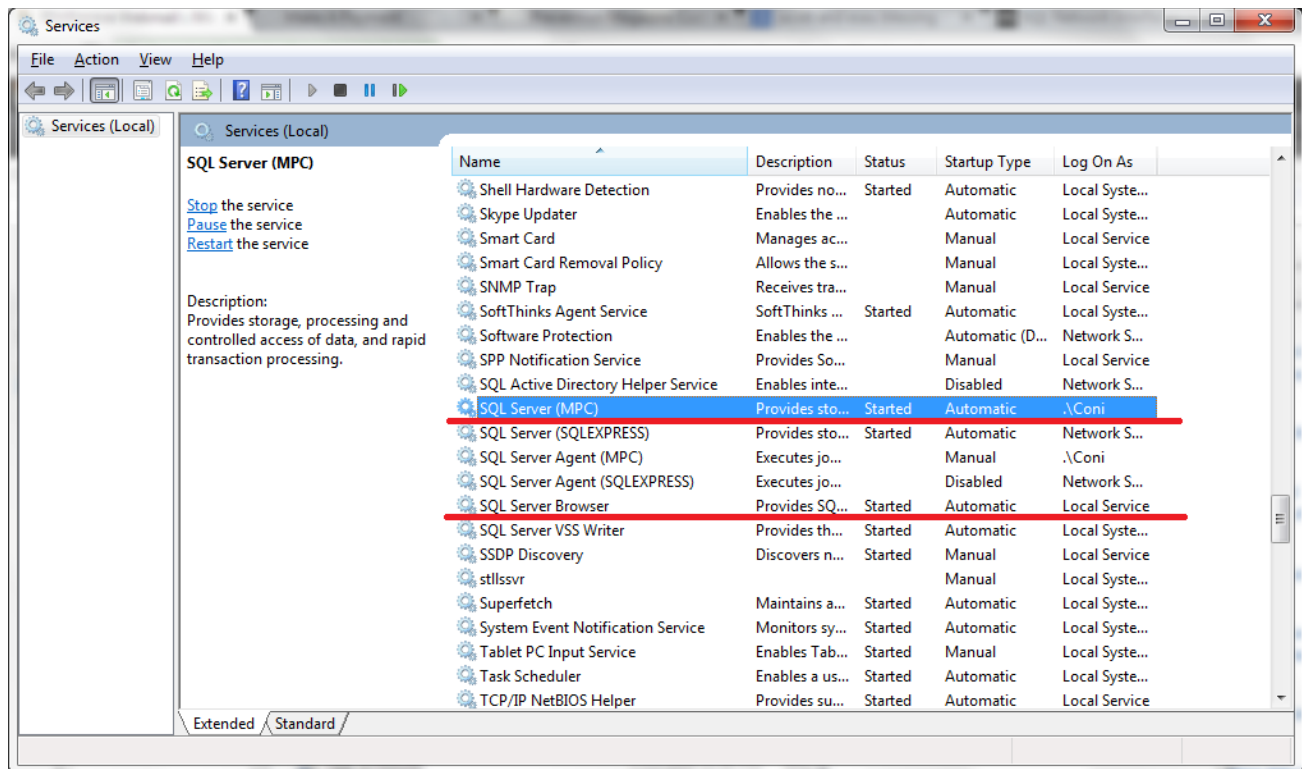 Services
File Action View Help
Services (Local)
Services (Local)
SQL Server (MPC)
Stop the service
Pause the service
Restart the service
Description:
Provides storage, processing and
controlled access of data, and rapid
transaction processing.
Name Description Status Startup Type Log On As
Shell Hardware Detection Provides no... Started Automatic Local Syste...
Skype Updater Enables the ... Automatic Local Syste...
Smart Card Manages ac... Manual Local Service
Smart Card Removal Policy Allows the s... Manual Local Syste...
SNMP Trap Receives tra... Manual Local Service
SoftThinks Agent Service SoftThinks ... Started Automatic Local Syste...
Software Protection Enables the ... Automatic (D... Network S...
SPP Notification Service Provides So... Manual Local Service
SQL Active Directory Helper Service Enables inte... Disabled Network S...
SQL Server (MPC) Provides sto... Started Automatic .\Coni
SQL Server (SQLEXPRESS) Provides sto... Started Automatic Network S...
SQL Server Agent (MPC) Executes jo... Manual .\Coni
SQL Server Agent (SQLEXPRESS) Executes jo... Disabled Network S...
SQL Server Browser Provides SQ... Started Automatic Local Service
SQL Server VSS Writer Provides th... Started Automatic Local Syste...
SSDP Discovery Discovers n... Started Manual Local Service
stllssvr Manual Local Syste...
Superfetch Maintains a... Started Automatic Local Syste...
System Event Notification Service Monitors sy... Started Automatic Local Syste...
Tablet PC Input Service Enables Tab... Started Manual Local Syste...
Task Scheduler Enables a us... Started Automatic Local Syste...
TCP/IP NetBIOS Helper Provides su... Started Automatic Local Service
Extended Standard